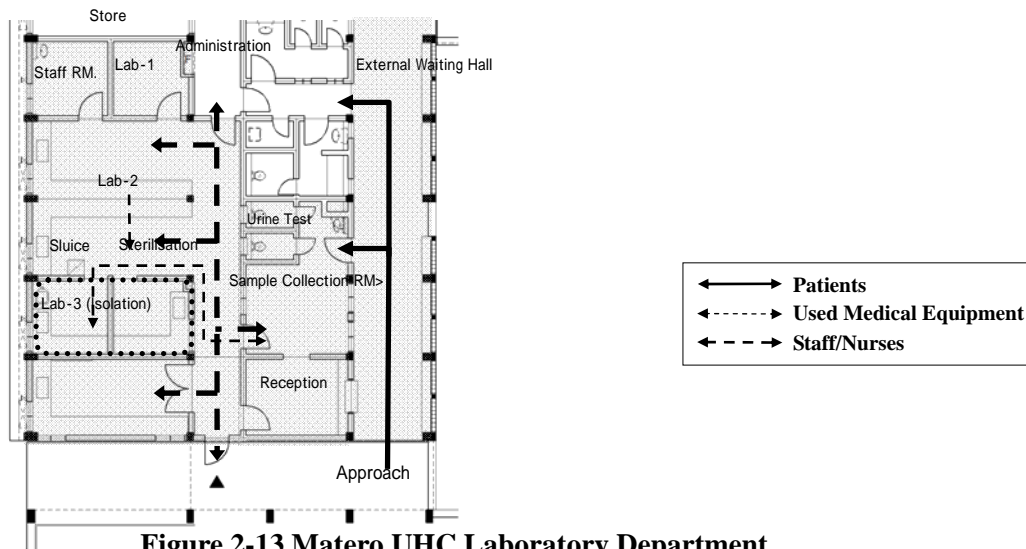 Store
Administration
Staff RM.
Lab-1
External Waiting Hall
Lab-2
Urine Test
Sluice
Sterilisation
Sample Collection RM>
Lab-3 (isolation)
Reception
Approach
Patients
Used Medical Equipment
Staff/Nurses
Figure 2-13 Matero UHC Laboratory Department